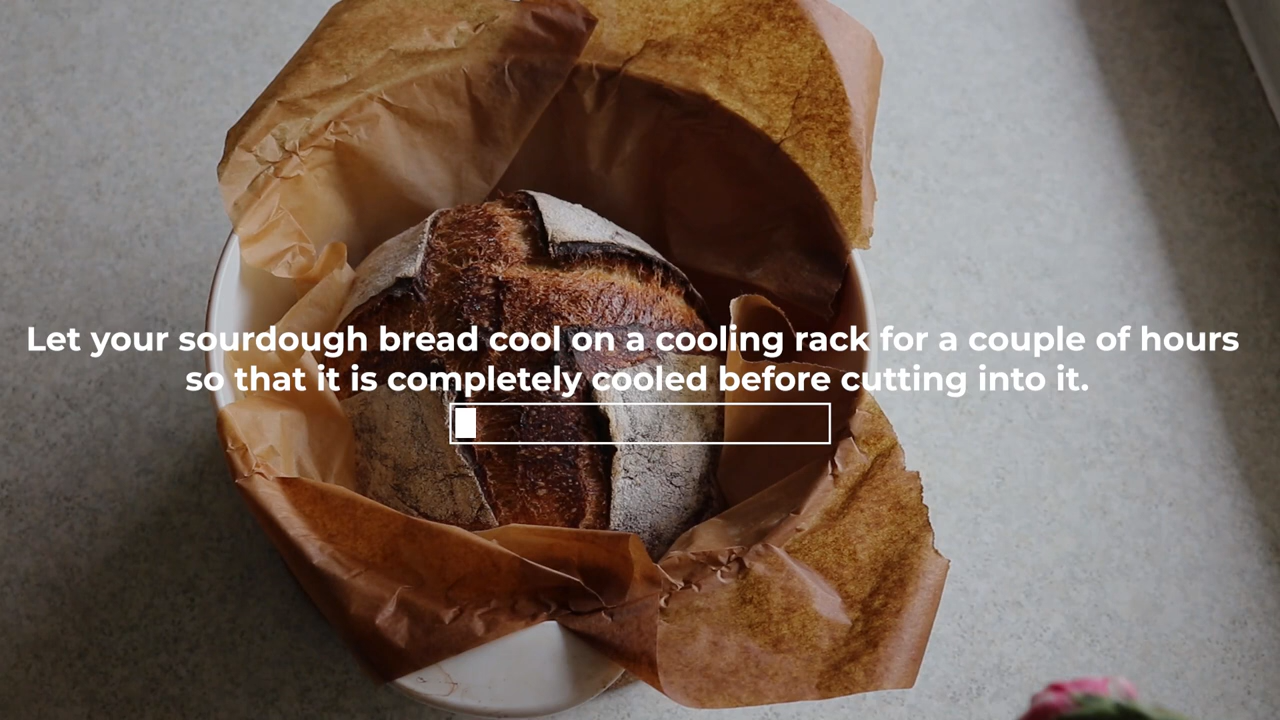 Let your sourdough bread cool on a cooling rack for a couple of hours
so that it is completely cooled before cutting into it.